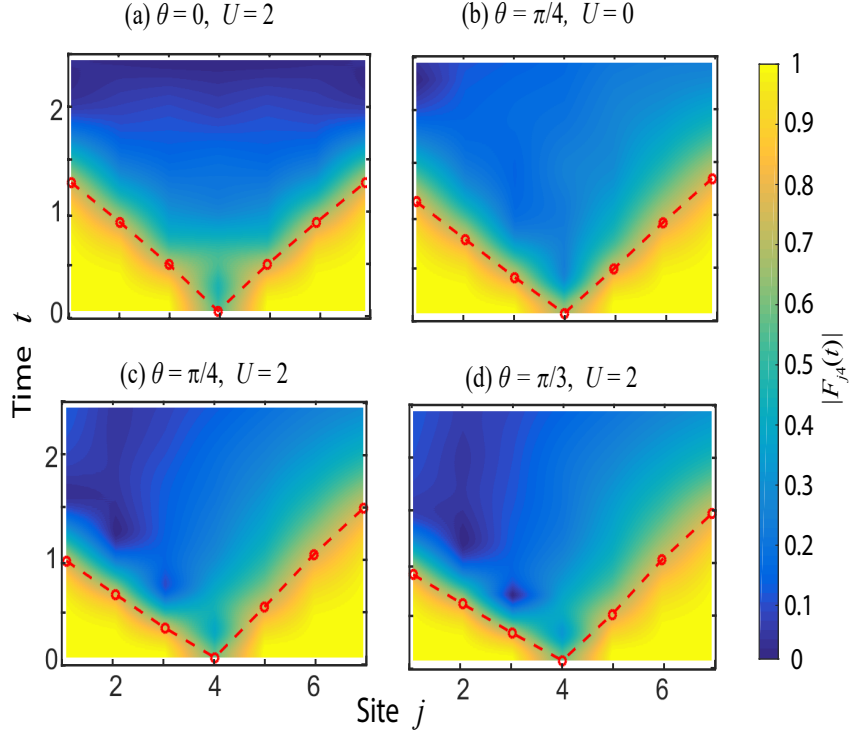 (a) θ = 0, U = 2
(b) θ = π/4, U = 0
2
1
0
(c) θ = π/4, U = 2
(d) θ = π/3, U = 2
2
1
0
2 4 6
2 4 6
Time t
Site j
1
0.9
0.8
0.7
0.6
0.5
0.4
0.3
0.2
0.1
0
|F_{j4}(t)|